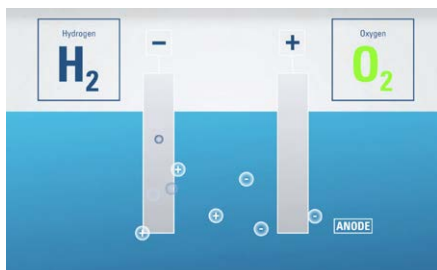 Hydrogen
H₂
−
+
Oxygen
O₂
+
-
+
-
-
+
ANODE